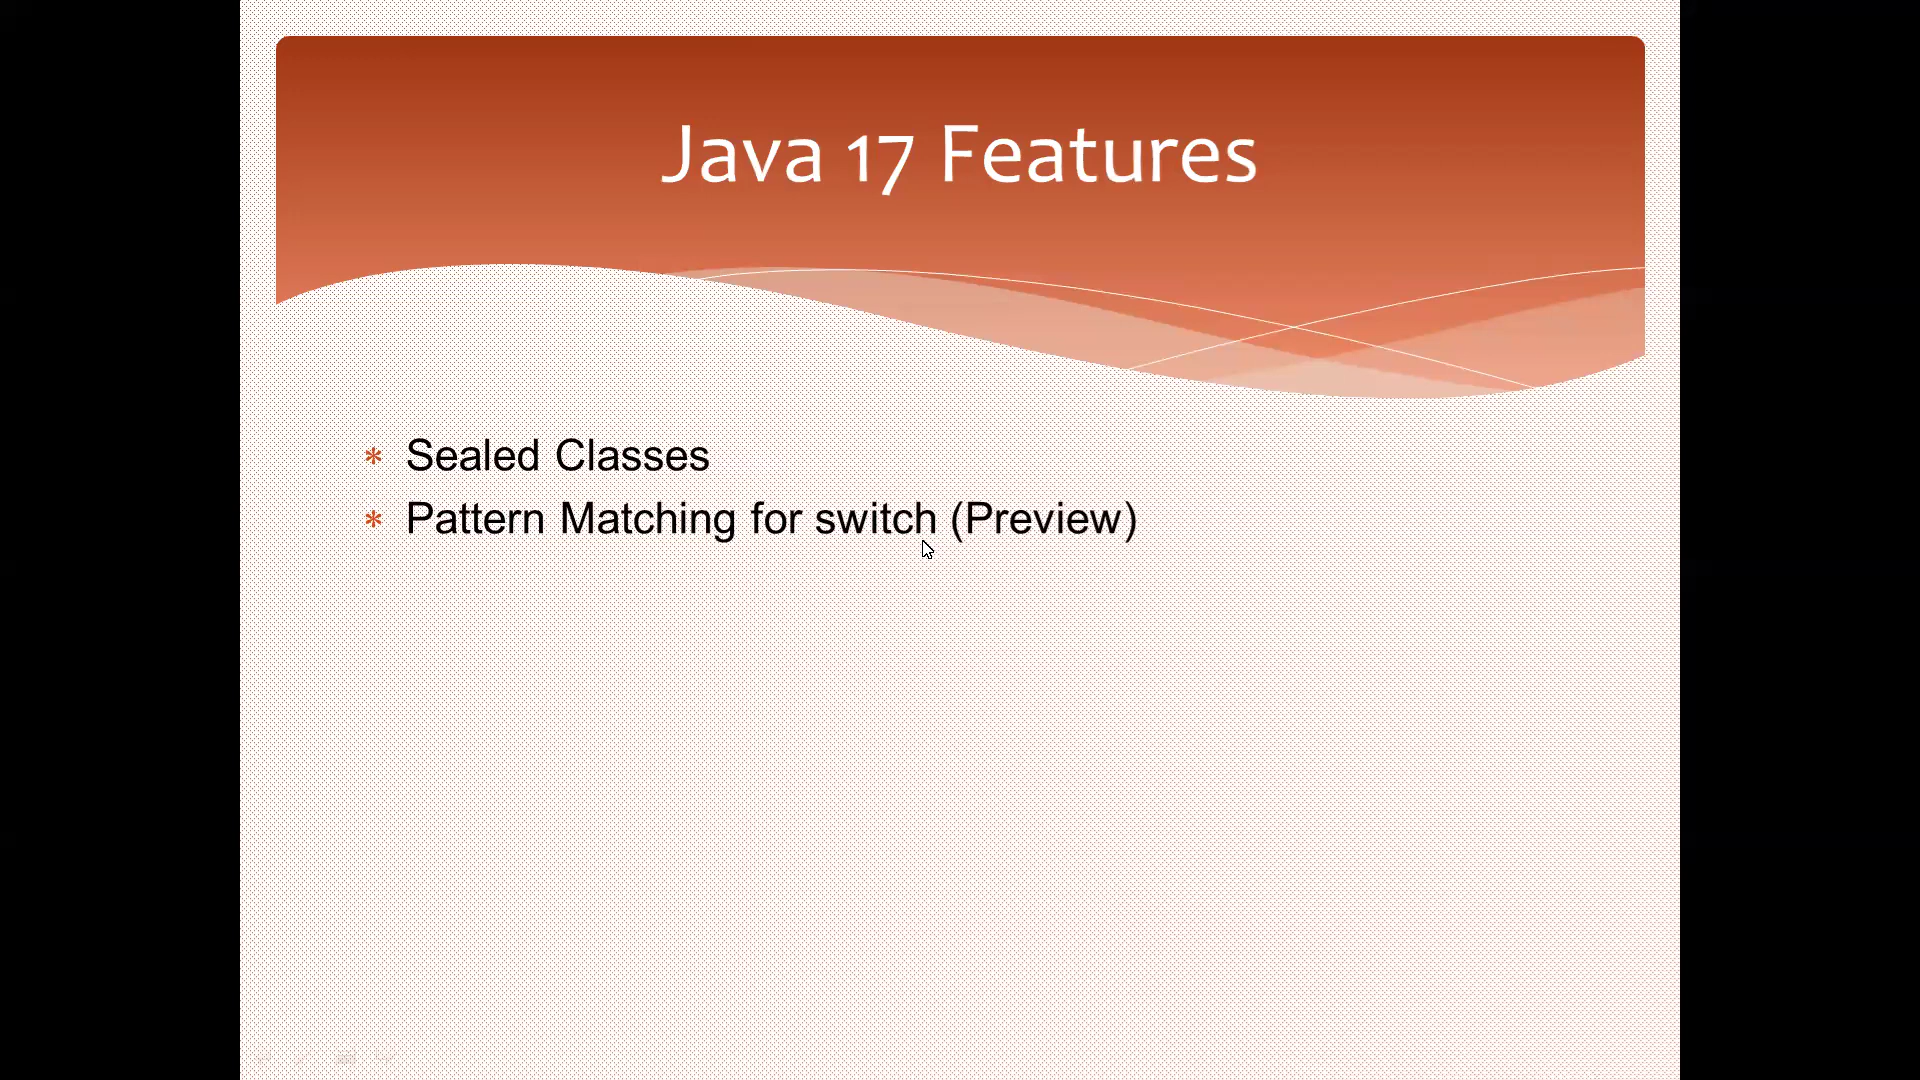 Java 17 Features
* Sealed Classes
* Pattern Matching for switch (Preview)